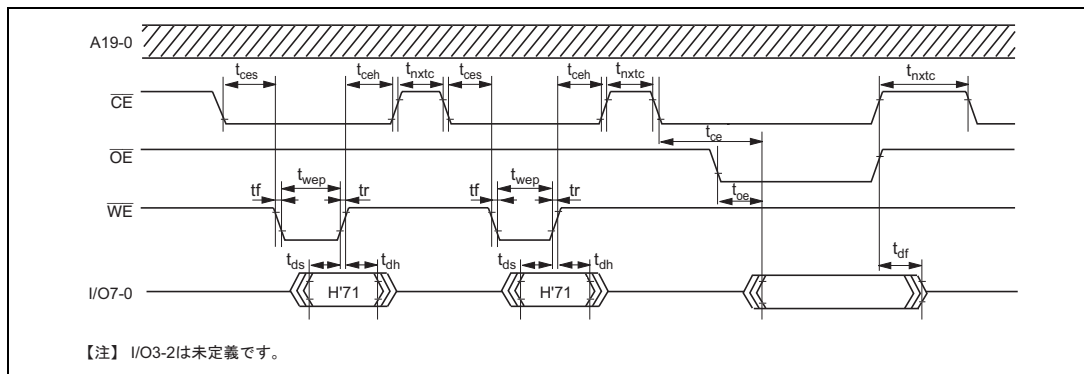 A19-0
tces tceh tnxtc tces tceh tnxtc tnxtc
CE
tce
OE
twep twep
tf tr tf tr toe
WE
tds tdh tds tdh tdf
I/O7-0 H'71 H'71
【注】 I/O3-2は未定義です。